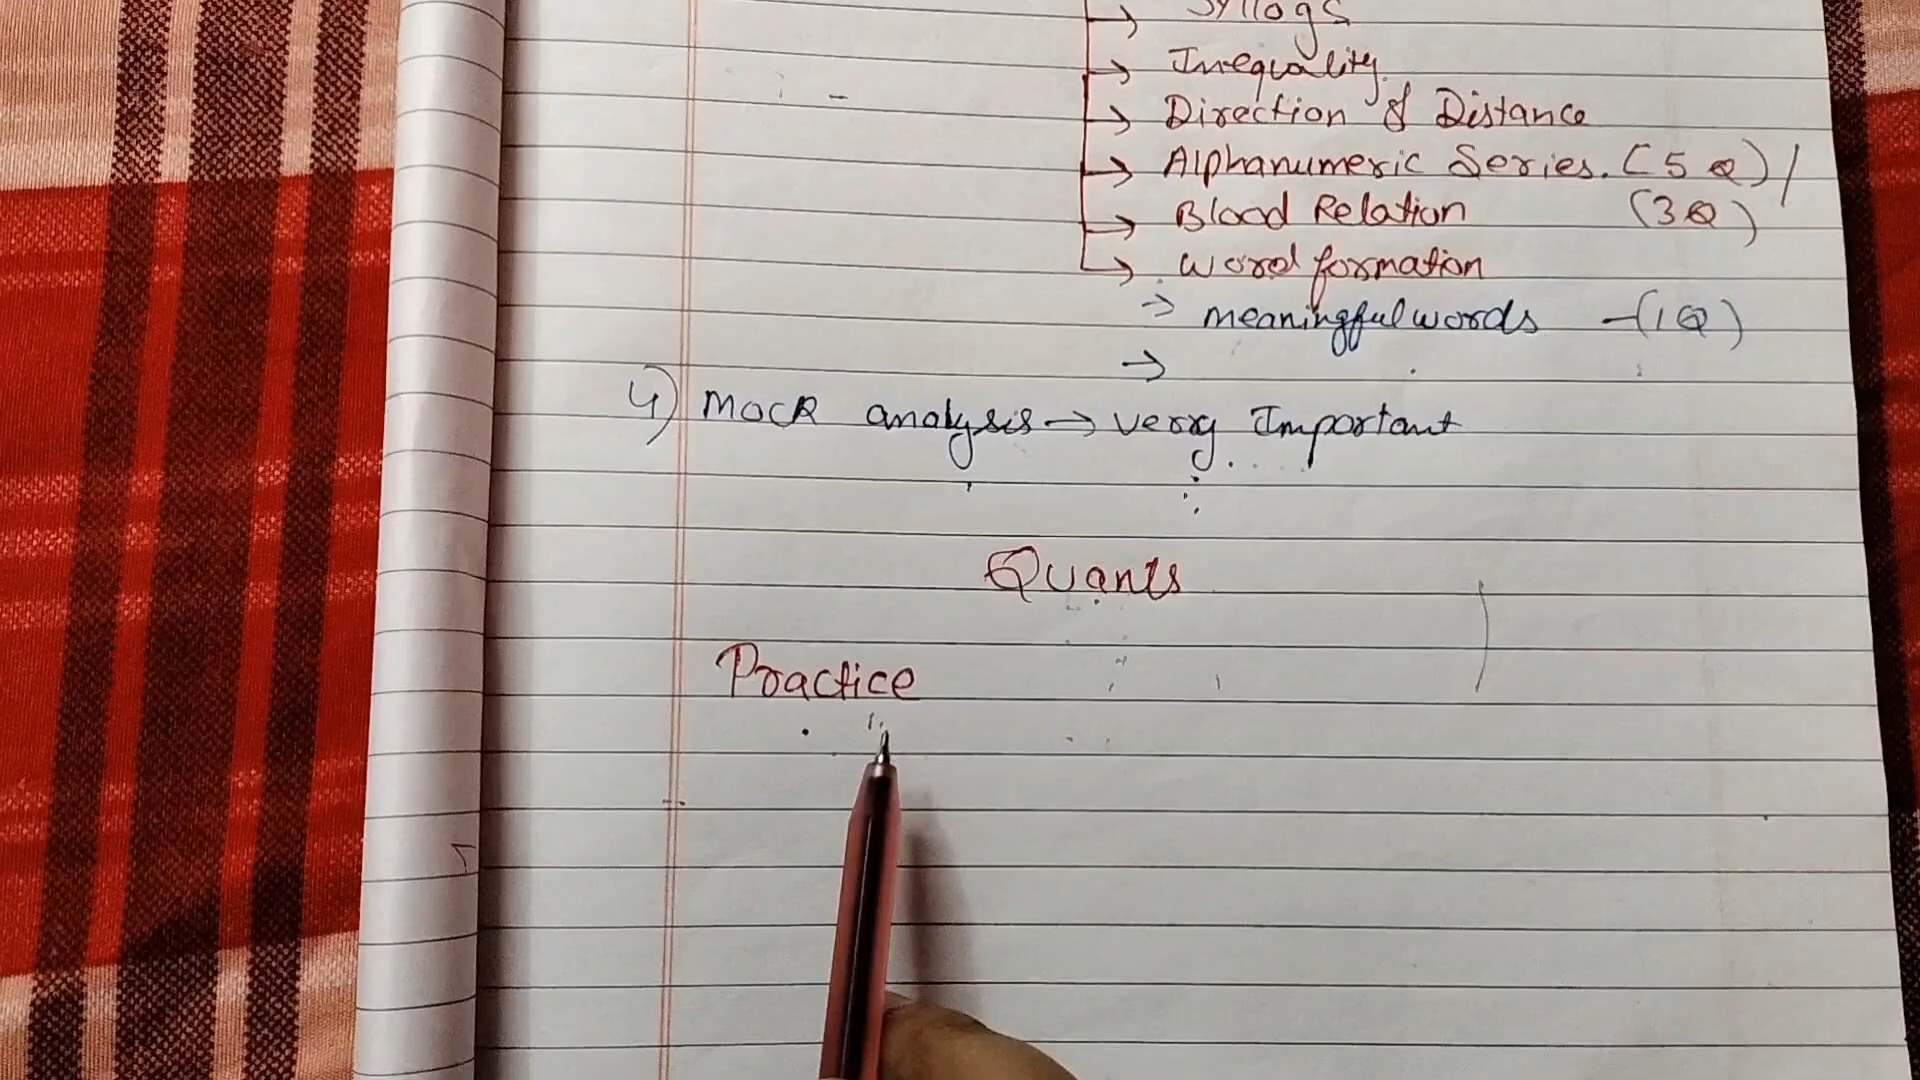 → Syllogs
→ Inequality.
→ Direction & Distance
→ Alphanumeric Series. (5 Q) /
→ Blood Relation (3Q)
→ word formation
→ meaningful words - (1Q)
→
4) Mock analysis → very Important
Quants
Practice